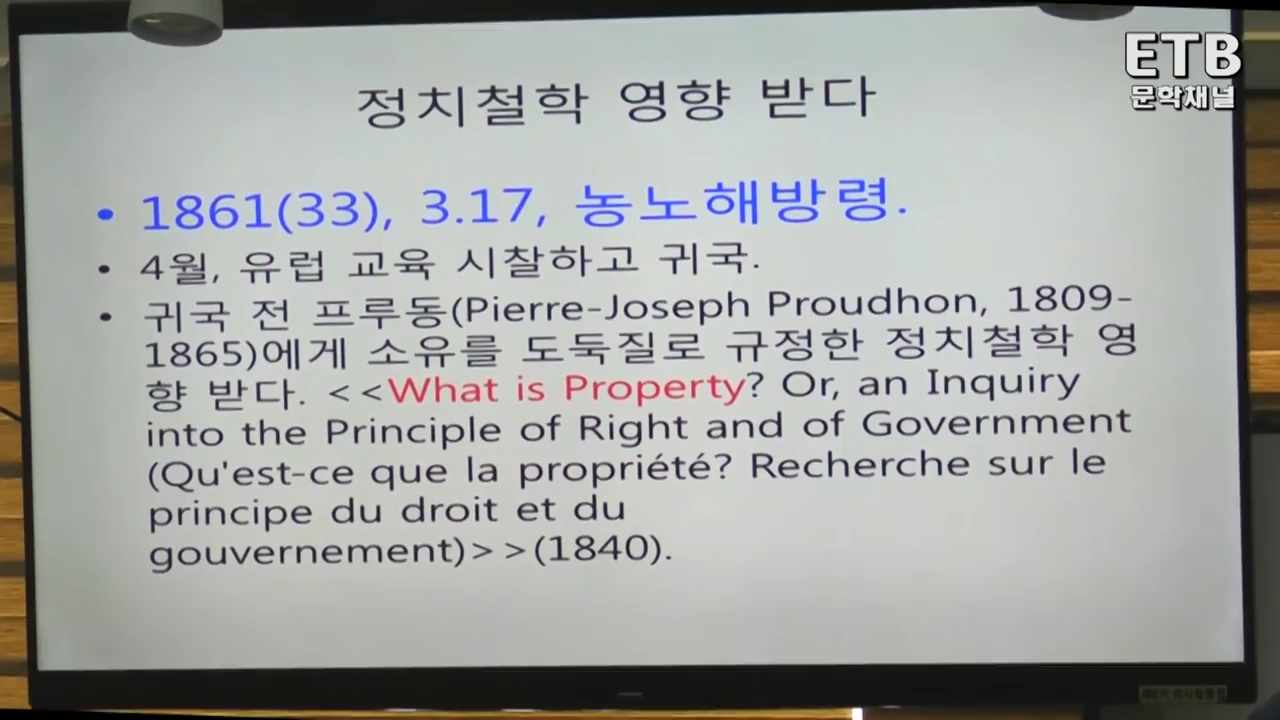 ETB
문학채널
정치철학 영향 받다
• 1861(33), 3.17, 농노해방령.
• 4월, 유럽 교육 시찰하고 귀국.
• 귀국 전 프루동(Pierre-Joseph Proudhon, 1809-
1865)에게 소유를 도둑질로 규정한 정치철학 영
향 받다. <<What is Property? Or, an Inquiry
into the Principle of Right and of Government
(Qu'est-ce que la propriété? Recherche sur le
principe du droit et du
gouvernement)>>(1840).